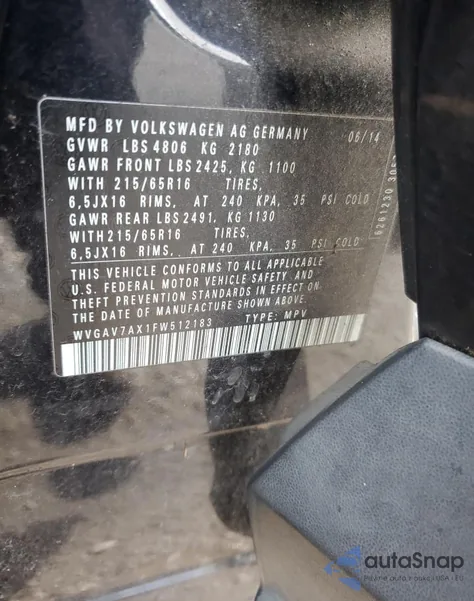 MFD BY VOLKSWAGEN AG GERMANY 06/14
GVWR LBS 4806 KG 2180
GAWR FRONT LBS 2425, KG 1100
WITH 215/65R16 TIRES,
6,5JX16 RIMS, AT 240 KPA, 35 PSI COLD
GAWR REAR LBS 2491, KG 1130
WITH 215/65R16 TIRES,
6,5JX16 RIMS, AT 240 KPA, 35 PSI COLD
THIS VEHICLE CONFORMS TO ALL APPLICABLE
U.S. FEDERAL MOTOR VEHICLE SAFETY AND
THEFT PREVENTION STANDARDS IN EFFECT ON
THE DATE OF MANUFACTURE SHOWN ABOVE.
WVGAV7AX1FW512183 TYPE: MPV
6261230
autoSnap